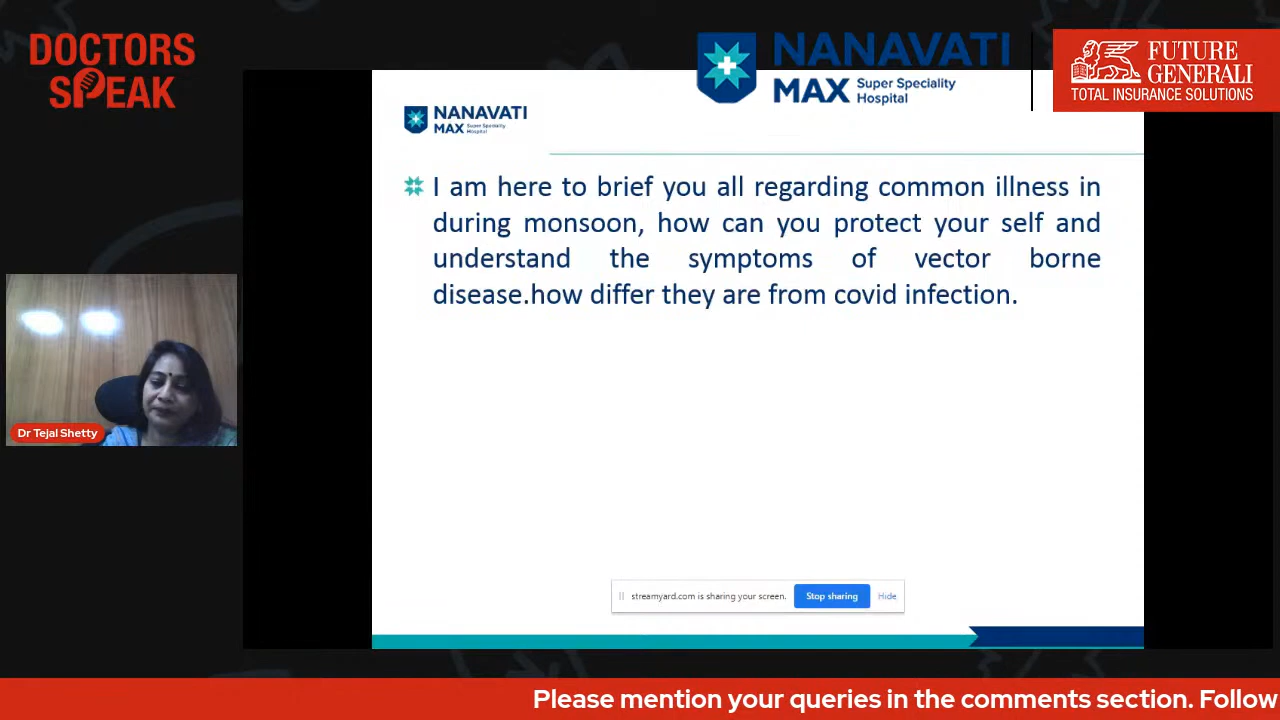 DOCTORS
SPEAK
NANAVATI
MAX Super Speciality
Hospital
FUTURE
GENERALI
TOTAL INSURANCE SOLUTIONS
NANAVATI
MAX Super Speciality
Hospital
I am here to brief you all regarding common illness in
during monsoon, how can you protect your self and
understand the symptoms of vector borne
disease.how differ they are from covid infection.
Dr Tejal Shetty
streamyard.com is sharing your screen. Stop sharing Hide
Please mention your queries in the comments section. Follow